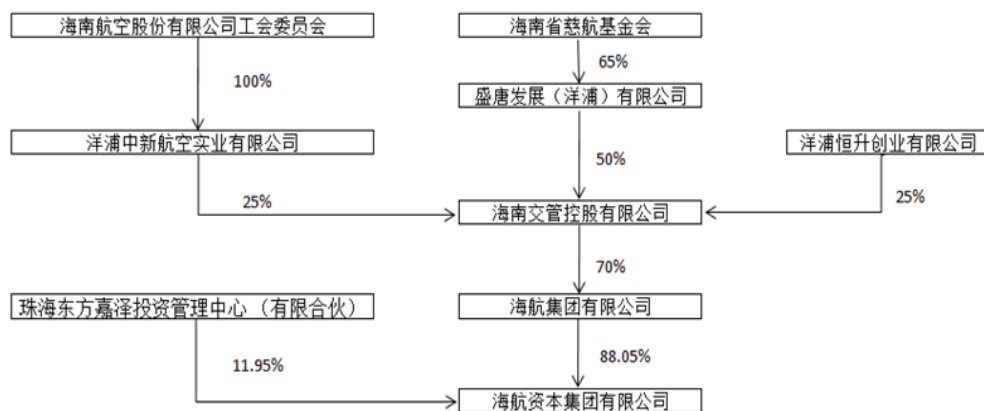 海南航空股份有限公司工会委员会
海南省慈航基金会
65%
100%
盛唐发展（洋浦）有限公司
洋浦中新航空实业有限公司
50%
洋浦恒升创业有限公司
25%
25%
海南交管控股有限公司
70%
珠海东方嘉泽投资管理中心 （有限合伙）
海航集团有限公司
11.95%
88.05%
海航资本集团有限公司